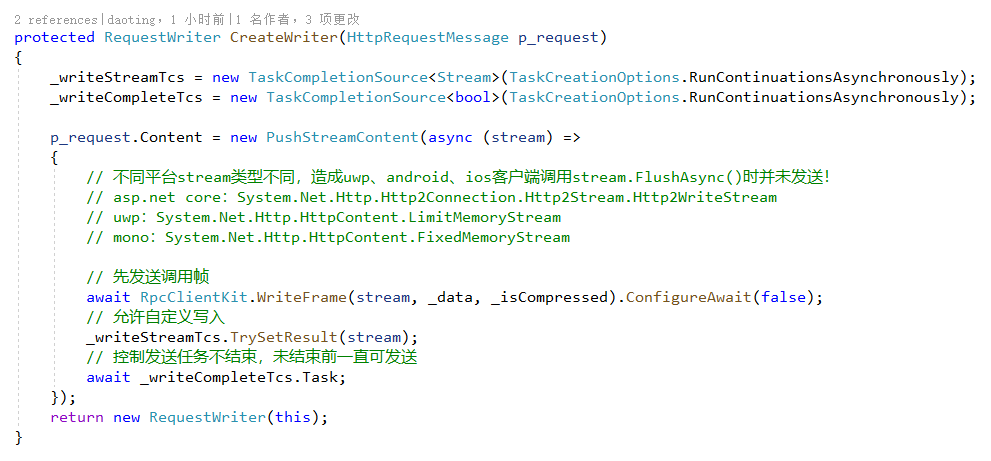 2 references|daoting，1 小时前|1 名作者，3 项更改
protected RequestWriter CreateWriter(HttpRequestMessage p_request)
{
    _writeStreamTcs = new TaskCompletionSource<Stream>(TaskCreationOptions.RunContinuationsAsynchronously);
    _writeCompleteTcs = new TaskCompletionSource<bool>(TaskCreationOptions.RunContinuationsAsynchronously);

    p_request.Content = new PushStreamContent(async (stream) =>
    {
        // 不同平台stream类型不同，造成uwp、android、ios客户端调用stream.FlushAsync()时并未发送！
        // asp.net core：System.Net.Http.Http2Connection.Http2Stream.Http2WriteStream
        // uwp：System.Net.Http.HttpContent.LimitMemoryStream
        // mono：System.Net.Http.HttpContent.FixedMemoryStream

        // 先发送调用帧
        await RpcClientKit.WriteFrame(stream, _data, _isCompressed).ConfigureAwait(false);
        // 允许自定义写入
        _writeStreamTcs.TrySetResult(stream);
        // 控制发送任务不结束，未结束前一直可发送
        await _writeCompleteTcs.Task;
    });
    return new RequestWriter(this);
}